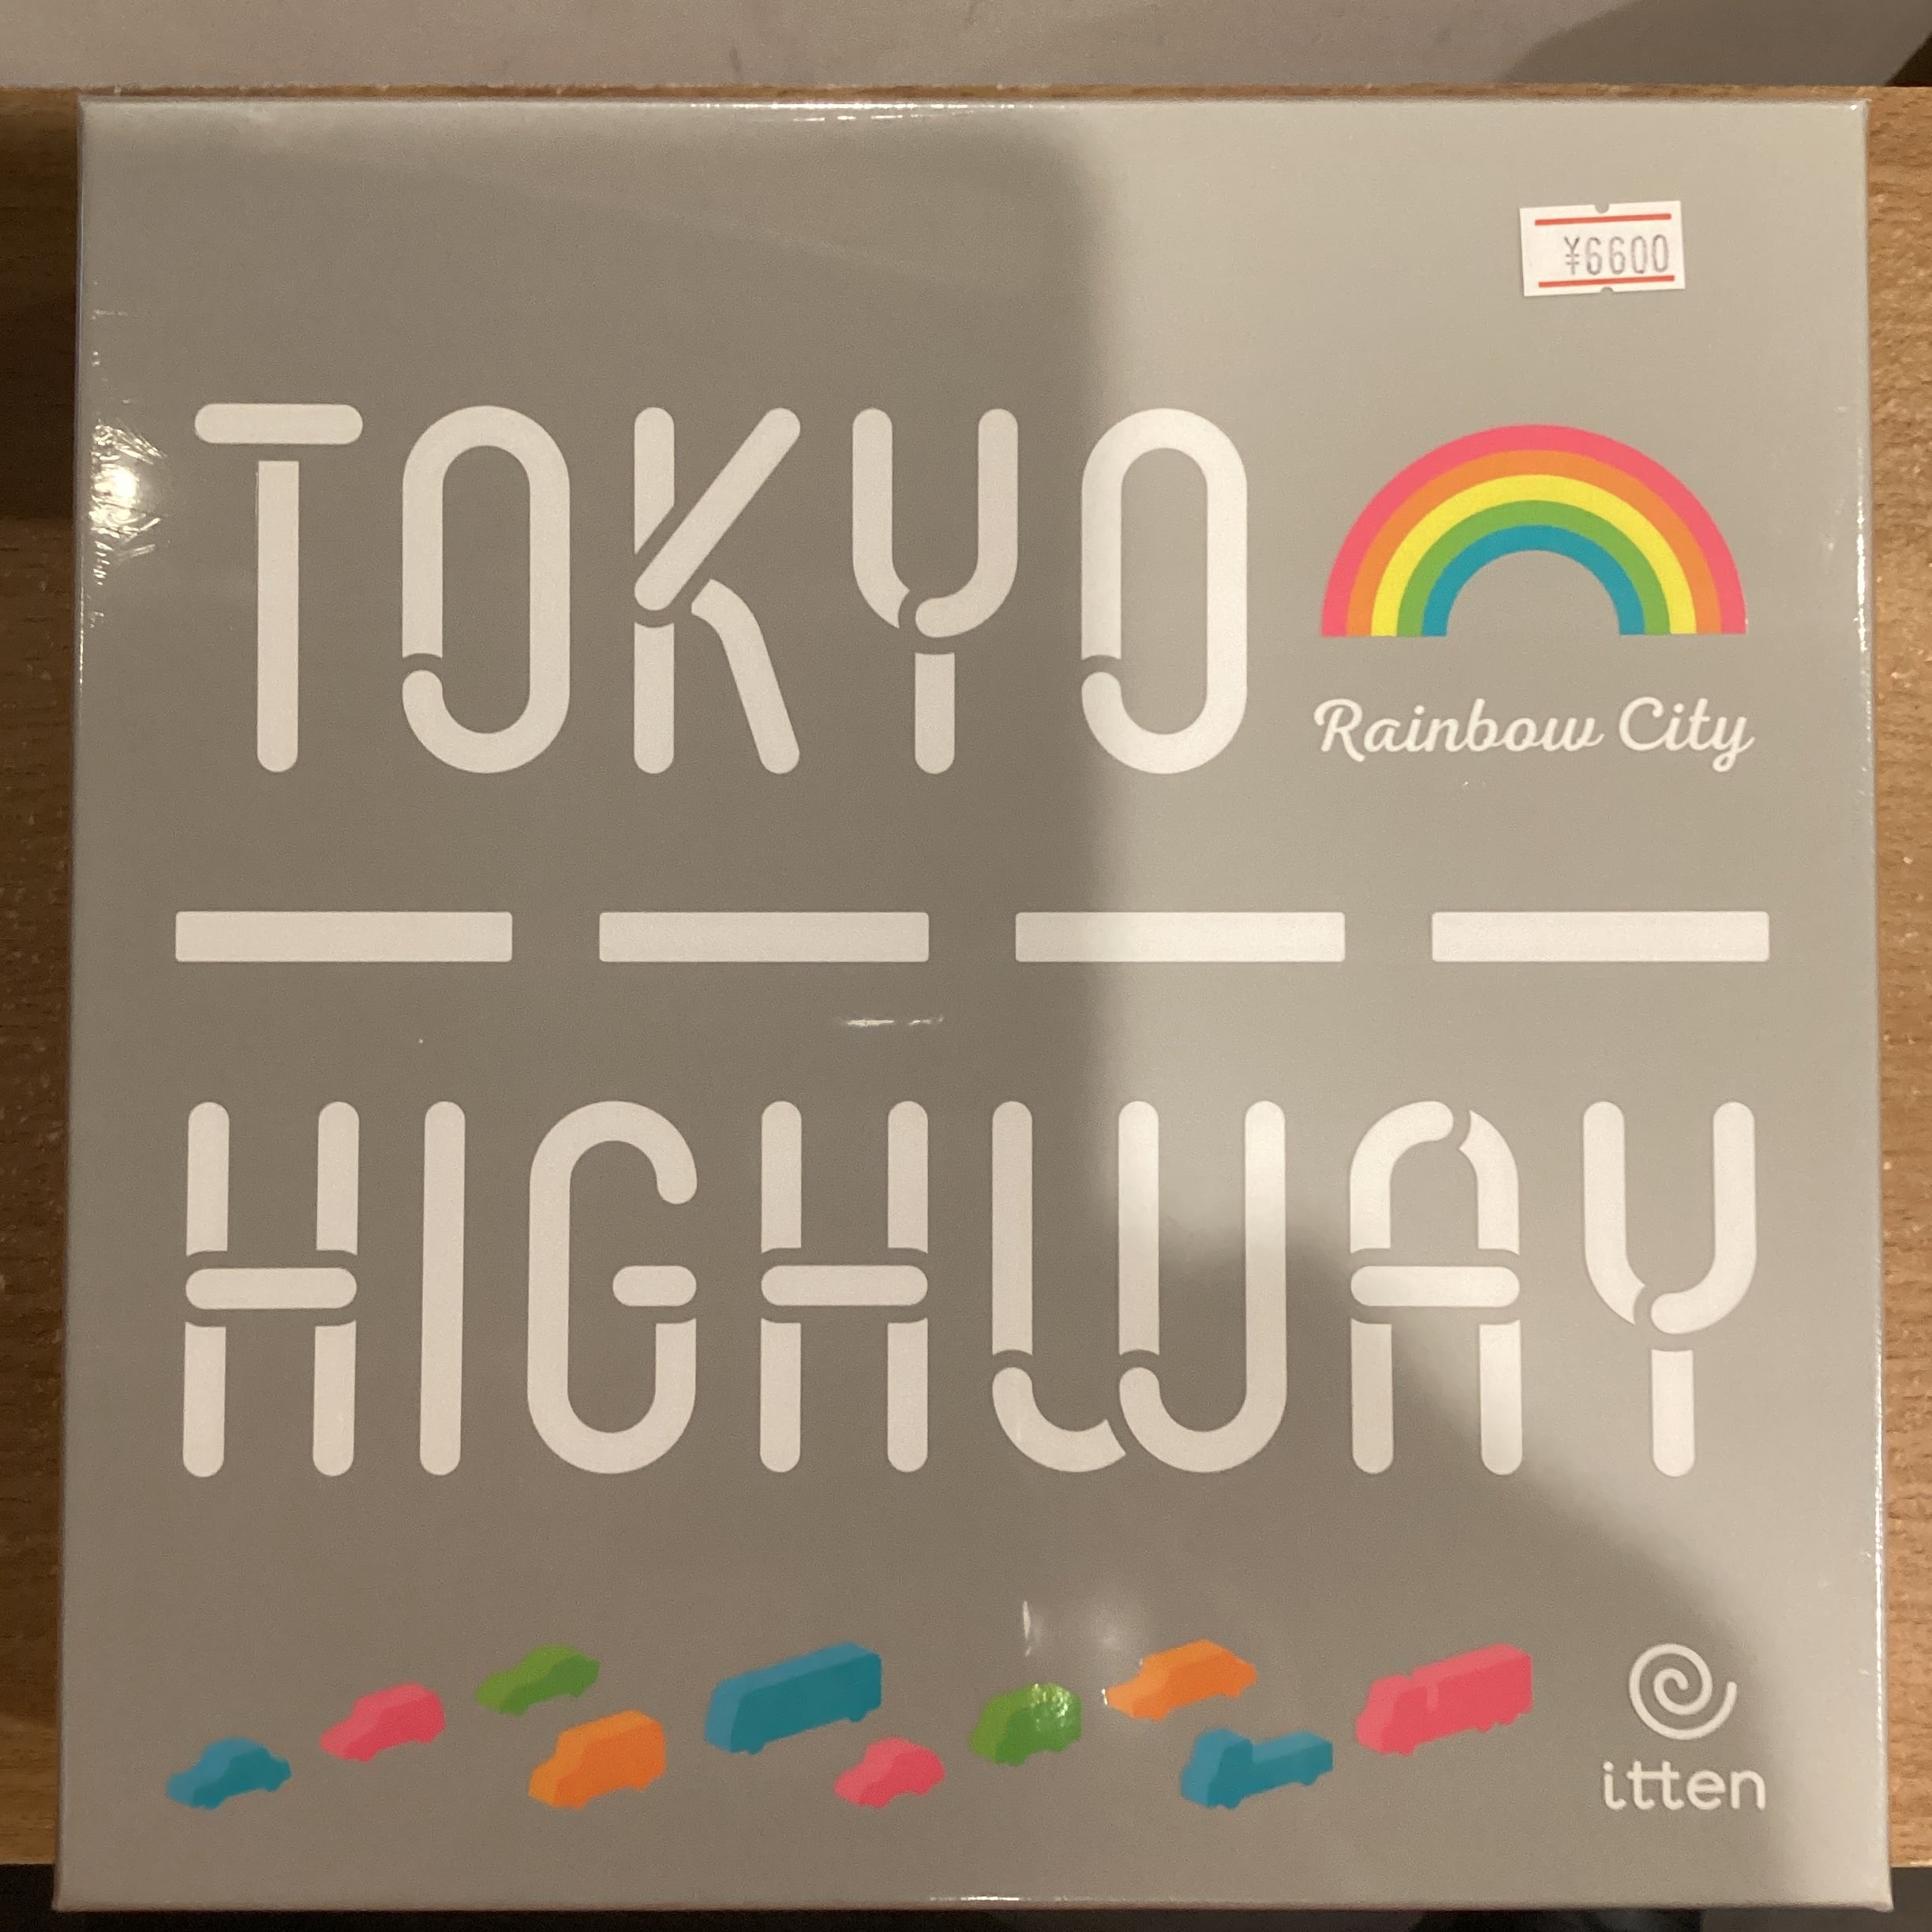 ¥6600
TOKYO
Rainbow City
HIGHWAY
itten